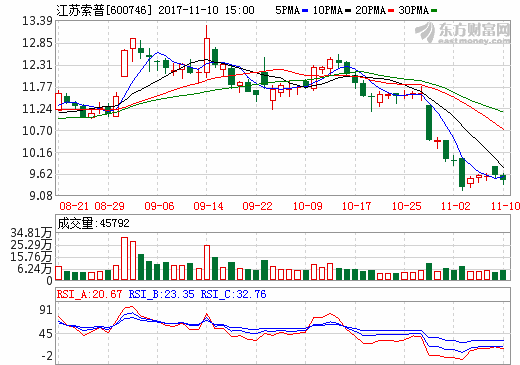 江苏索普[600746] 2017-11-10 15:00 5PMA 10PMA 20PMA 30PMA
东方财富网
eastmoney.com
13.39
12.85
12.31
11.77
11.24
10.70
10.16
9.62
9.08
08-21 08-29 09-06 09-14 09-22 10-09 10-17 10-25 11-02 11-10
成交量:45792
34.81万
25.29万
15.76万
6.24万
0
RSI_A:20.67 RSI_B:23.35 RSI_C:32.76
91
45
-2